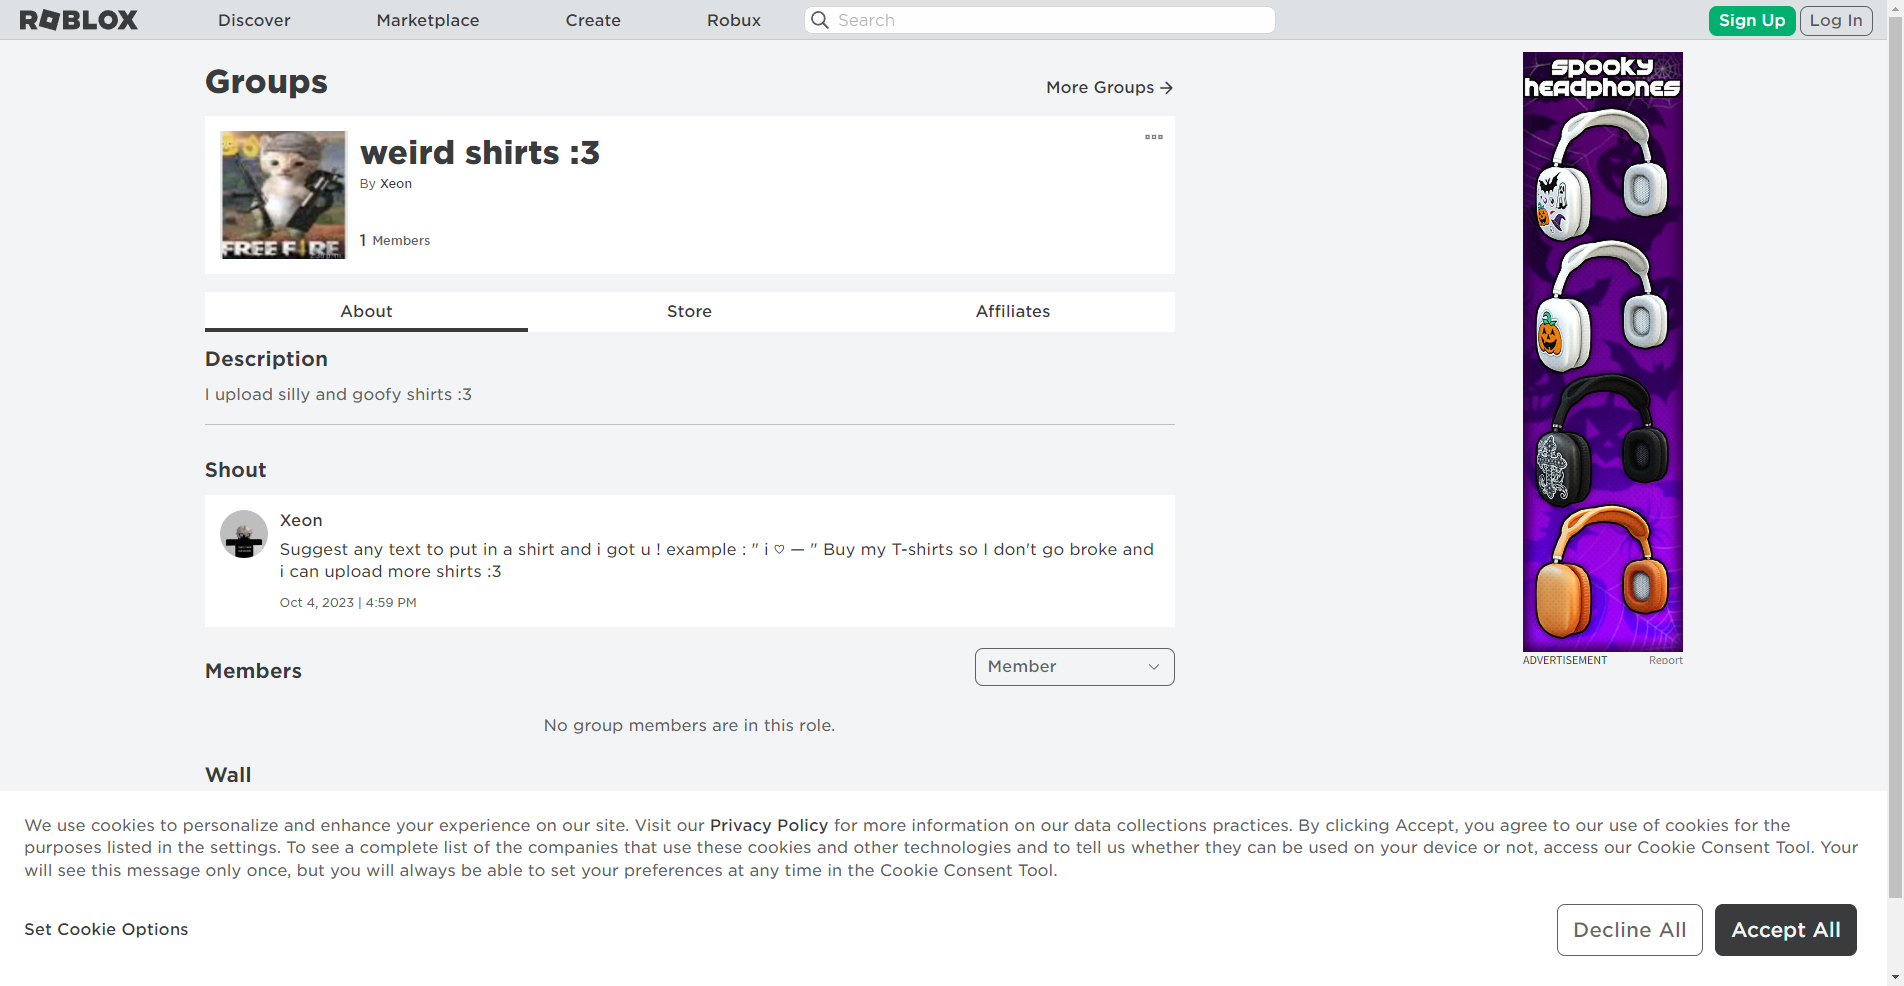 ROBLOX
Discover
Marketplace
Create
Robux
Search
Sign Up
Log In
Groups
More Groups →
weird shirts :3
By Xeon
1 Members
FREE FIRE
About
Store
Affiliates
Description
I upload silly and goofy shirts :3
Shout
Xeon
Suggest any text to put in a shirt and i got u ! example : " i ♡ — " Buy my T-shirts so I don't go broke and
i can upload more shirts :3
Oct 4, 2023 | 4:59 PM
Members
Member
No group members are in this role.
Wall
spooky
headphones
ADVERTISEMENT
Report
We use cookies to personalize and enhance your experience on our site. Visit our Privacy Policy for more information on our data collections practices. By clicking Accept, you agree to our use of cookies for the
purposes listed in the settings. To see a complete list of the companies that use these cookies and other technologies and to tell us whether they can be used on your device or not, access our Cookie Consent Tool. Your
will see this message only once, but you will always be able to set your preferences at any time in the Cookie Consent Tool.
Set Cookie Options
Decline All
Accept All